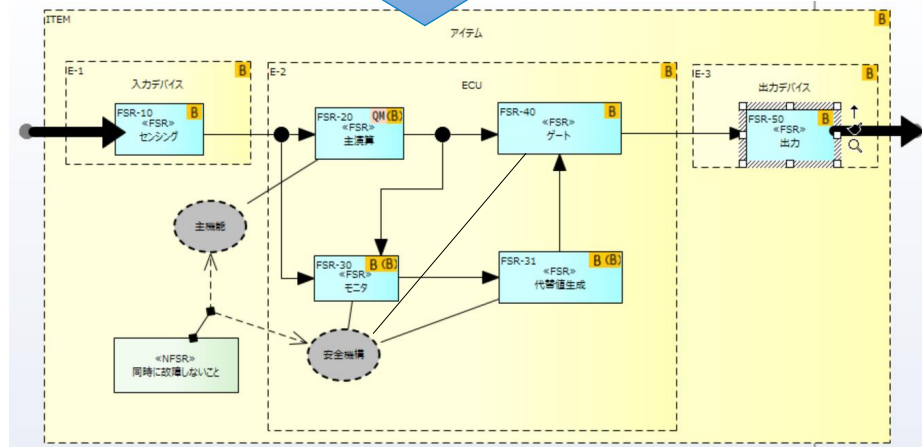 ITEM
B
アイテム
E-1
B
入力デバイス
FSR-10
B
«FSR»
センシング
E-2
B
ECU
FSR-20
QM(B)
«FSR»
主演算
FSR-40
B
«FSR»
ゲート
E-3
B
出力デバイス
FSR-50
B
«FSR»
出力
主機能
FSR-30
B(B)
«FSR»
モニタ
FSR-31
B(B)
«FSR»
代替値生成
安全機構
«NFSR»
同時に故障しないこと